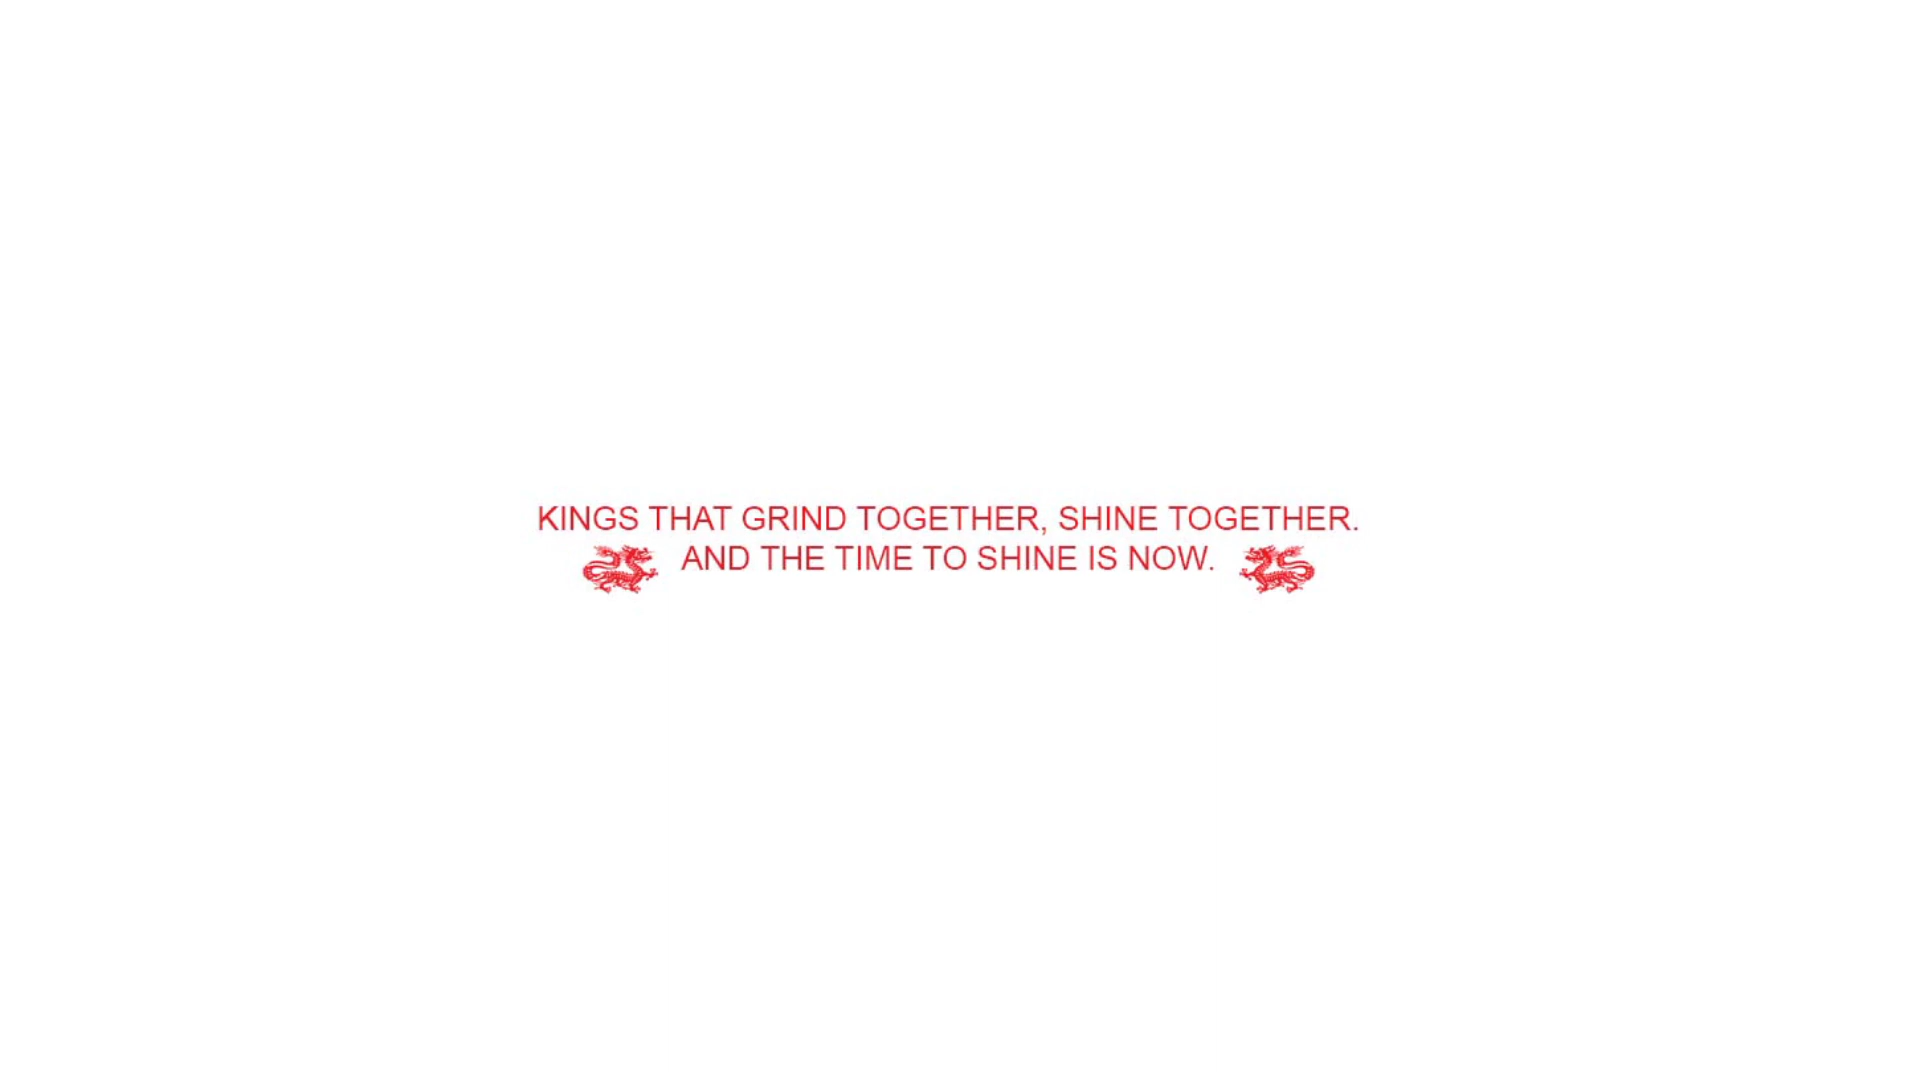 KINGS THAT GRIND TOGETHER, SHINE TOGETHER.
AND THE TIME TO SHINE IS NOW.